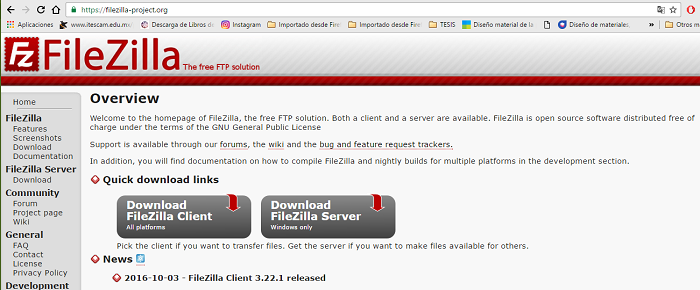 https://filezilla-project.org
Aplicaciones www.itescam.edu.mx Descarga de Libros d Importado desde Fire Importado desde Fire TESIS Diseño material de la Diseño de materiales: Otros m
FileZilla The free FTP solution
Home
FileZilla
Features
Screenshots
Download
Documentation
FileZilla Server
Download
Community
Forum
Project page
Wiki
General
FAQ
Contact
License
Privacy Policy
Development
Overview
Welcome to the homepage of FileZilla, the free FTP solution. Both a client and a server are available. FileZilla is open source software distributed free of
charge under the terms of the GNU General Public License
Support is available through our forums, the wiki and the bug and feature request trackers.
In addition, you will find documentation on how to compile FileZilla and nightly builds for multiple platforms in the development section.
Quick download links
Download
FileZilla Client
All platforms
Download
FileZilla Server
Windows only
Pick the client if you want to transfer files. Get the server if you want to make files available for others.
News
2016-10-03 - FileZilla Client 3.22.1 released